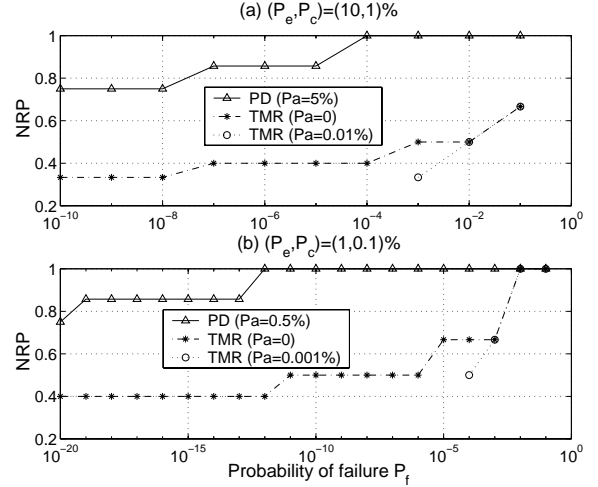 (a) (P_e,P_c)=(10,1)%
1
0.8
0.6
0.4
0.2
NRP
PD (Pa=5%)
TMR (Pa=0)
TMR (Pa=0.01%)
10^-10 10^-8 10^-6 10^-4 10^-2 10^0
(b) (P_e,P_c)=(1,0.1)%
1
0.8
0.6
0.4
0.2
NRP
PD (Pa=0.5%)
TMR (Pa=0)
TMR (Pa=0.001%)
10^-20 10^-15 10^-10 10^-5 10^0
Probability of failure P_f